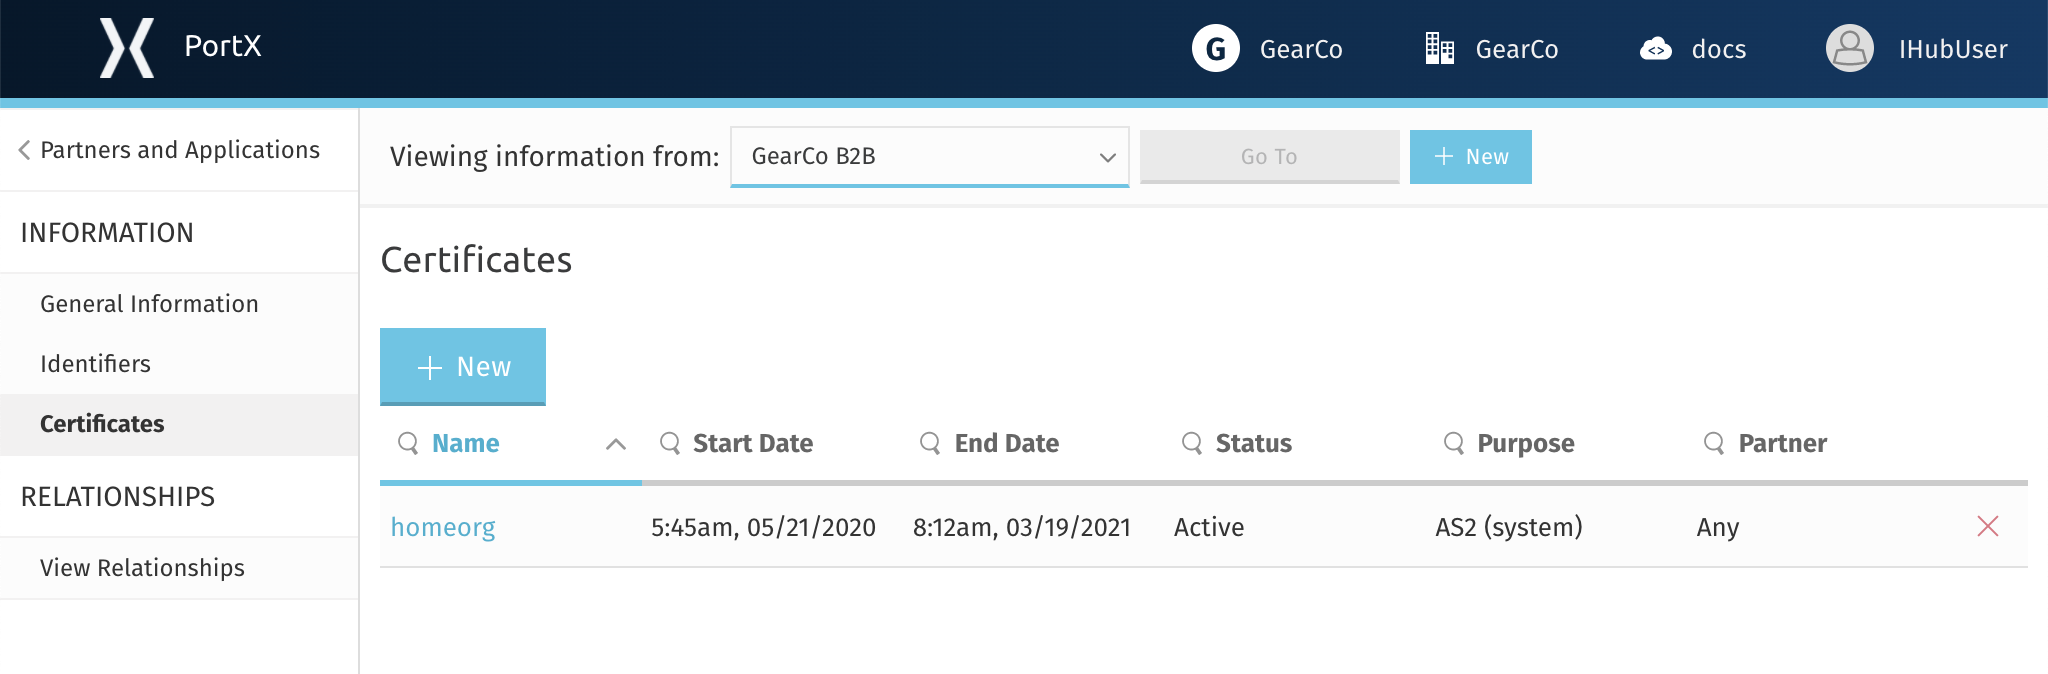 PortX
G GearCo GearCo docs IHubUser
Partners and Applications
INFORMATION
General Information
Identifiers
Certificates
RELATIONSHIPS
View Relationships
Viewing information from: GearCo B2B Go To + New
Certificates
+ New
Name Start Date End Date Status Purpose Partner
homeorg 5:45am, 05/21/2020 8:12am, 03/19/2021 Active AS2 (system) Any